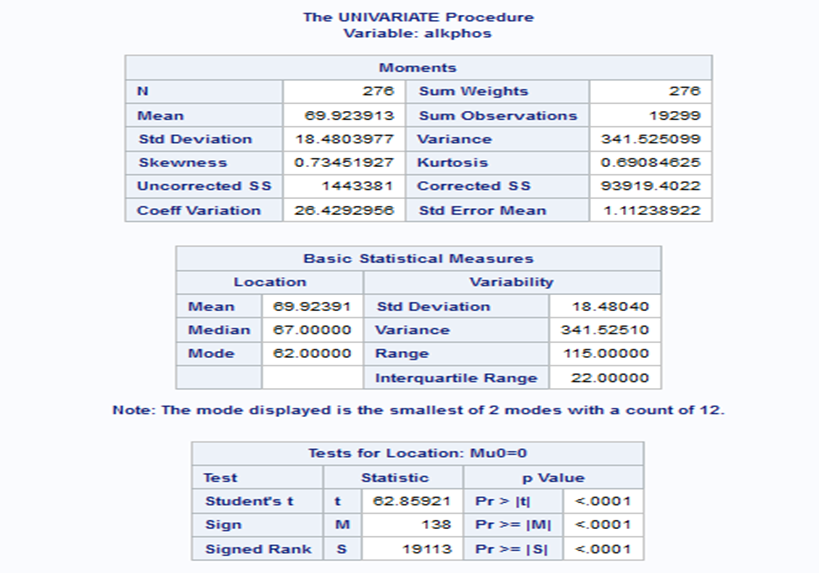 The UNIVARIATE Procedure
Variable: alkphos
Moments
N 276 Sum Weights 276
Mean 69.923913 Sum Observations 19299
Std Deviation 18.4803977 Variance 341.525099
Skewness 0.73451927 Kurtosis 0.69084625
Uncorrected SS 1443381 Corrected SS 93919.4022
Coeff Variation 26.4292956 Std Error Mean 1.11238922
Basic Statistical Measures
Location Variability
Mean 69.92391 Std Deviation 18.48040
Median 67.00000 Variance 341.52510
Mode 62.00000 Range 115.00000
Interquartile Range 22.00000
Note: The mode displayed is the smallest of 2 modes with a count of 12.
Tests for Location: Mu0=0
Test Statistic p Value
Student's t t 62.85921 Pr > |t| <.0001
Sign M 138 Pr >= |M| <.0001
Signed Rank S 19113 Pr >= |S| <.0001